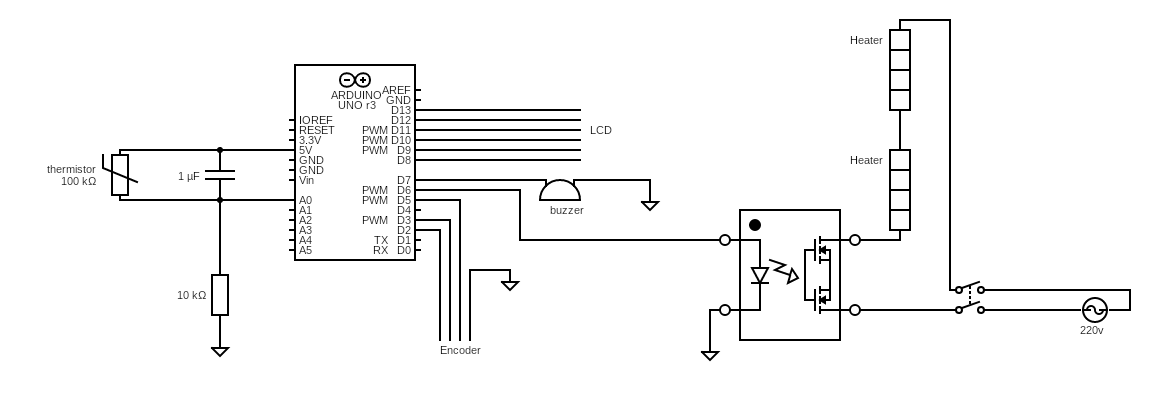 Heater
Heater
ARDUINO
UNO r3
AREF
GND
D13
D12
PWM D11
PWM D10
PWM D9
D8
D7
PWM D6
PWM D5
D4
PWM D3
D2
TX D1
RX D0
IOREF
RESET
3.3V
5V
GND
GND
Vin
A0
A1
A2
A3
A4
A5
LCD
thermistor
100 kΩ
1 µF
10 kΩ
buzzer
Encoder
220v